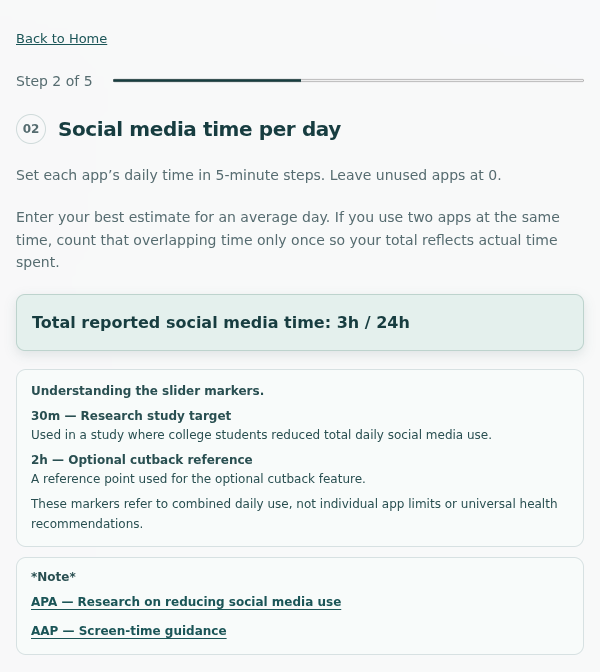 Back to Home
Step 2 of 5
02
Social media time per day
Set each app’s daily time in 5-minute steps. Leave unused apps at 0.
Enter your best estimate for an average day. If you use two apps at the same
time, count that overlapping time only once so your total reflects actual time
spent.
Total reported social media time: 3h / 24h
Understanding the slider markers.
30m — Research study target
Used in a study where college students reduced total daily social media use.
2h — Optional cutback reference
A reference point used for the optional cutback feature.
These markers refer to combined daily use, not individual app limits or universal health
recommendations.
*Note*
APA — Research on reducing social media use
AAP — Screen-time guidance